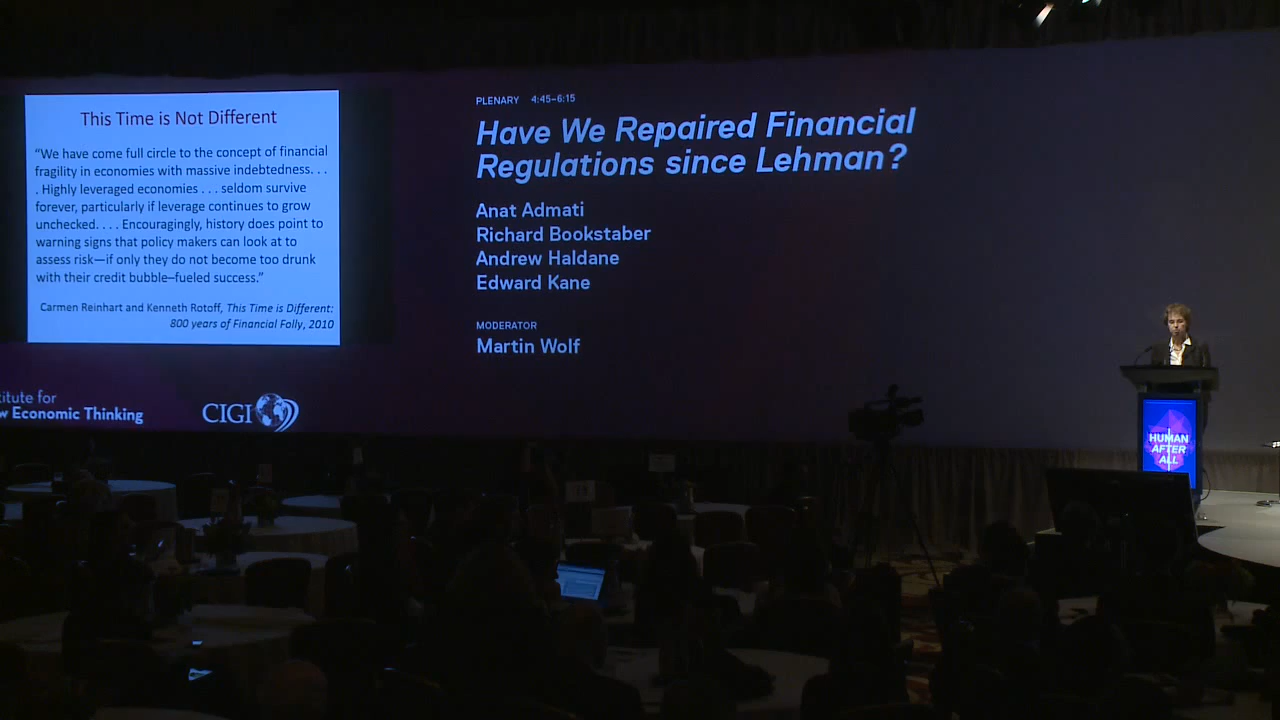 This Time is Not Different
“We have come full circle to the concept of financial
fragility in economies with massive indebtedness. . .
. Highly leveraged economies . . . seldom survive
forever, particularly if leverage continues to grow
unchecked. . . . Encouragingly, history does point to
warning signs that policy makers can look at to
assess risk—if only they do not become too drunk
with their credit bubble–fueled success.”
Carmen Reinhart and Kenneth Rotoff, This Time is Different:
800 years of Financial Folly, 2010
PLENARY 4:45–6:15
Have We Repaired Financial
Regulations since Lehman?
Anat Admati
Richard Bookstaber
Andrew Haldane
Edward Kane
MODERATOR
Martin Wolf
titute for
w Economic Thinking
CIGI
HUMAN
AFTER
ALL